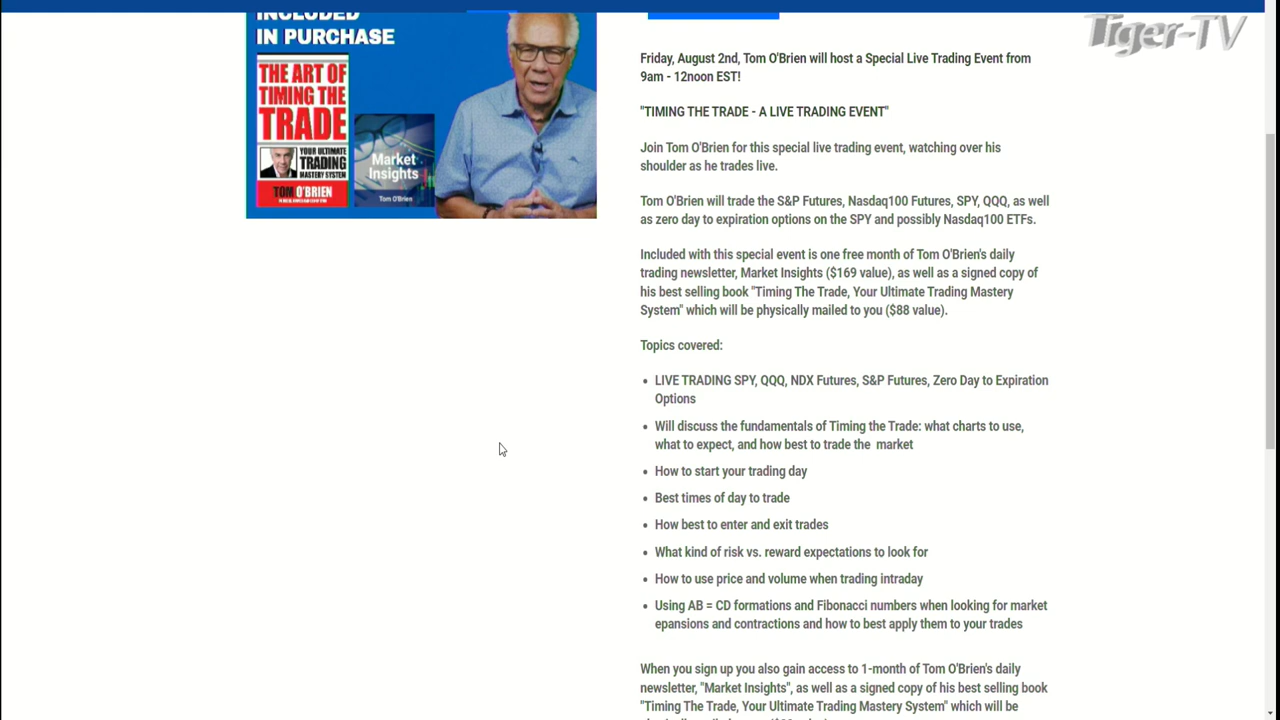 INCLUDED
IN PURCHASE
THE ART OF
TIMING THE
TRADE
YOUR ULTIMATE
TRADING
MASTERY SYSTEM
TOM O'BRIEN
Market
Insights
Tom O'Brien
Tiger-TV
Friday, August 2nd, Tom O'Brien will host a Special Live Trading Event from
9am - 12noon EST!
"TIMING THE TRADE - A LIVE TRADING EVENT"
Join Tom O'Brien for this special live trading event, watching over his
shoulder as he trades live.
Tom O'Brien will trade the S&P Futures, Nasdaq100 Futures, SPY, QQQ, as well
as zero day to expiration options on the SPY and possibly Nasdaq100 ETFs.
Included with this special event is one free month of Tom O'Brien's daily
trading newsletter, Market Insights ($169 value), as well as a signed copy of
his best selling book "Timing The Trade, Your Ultimate Trading Mastery
System" which will be physically mailed to you ($88 value).
Topics covered:
• LIVE TRADING SPY, QQQ, NDX Futures, S&P Futures, Zero Day to Expiration
Options
• Will discuss the fundamentals of Timing the Trade: what charts to use,
what to expect, and how best to trade the market
• How to start your trading day
• Best times of day to trade
• How best to enter and exit trades
• What kind of risk vs. reward expectations to look for
• How to use price and volume when trading intraday
• Using AB = CD formations and Fibonacci numbers when looking for market
epansions and contractions and how to best apply them to your trades
When you sign up you also gain access to 1-month of Tom O'Brien's daily
newsletter, "Market Insights", as well as a signed copy of his best selling book
"Timing The Trade, Your Ultimate Trading Mastery System" which will be